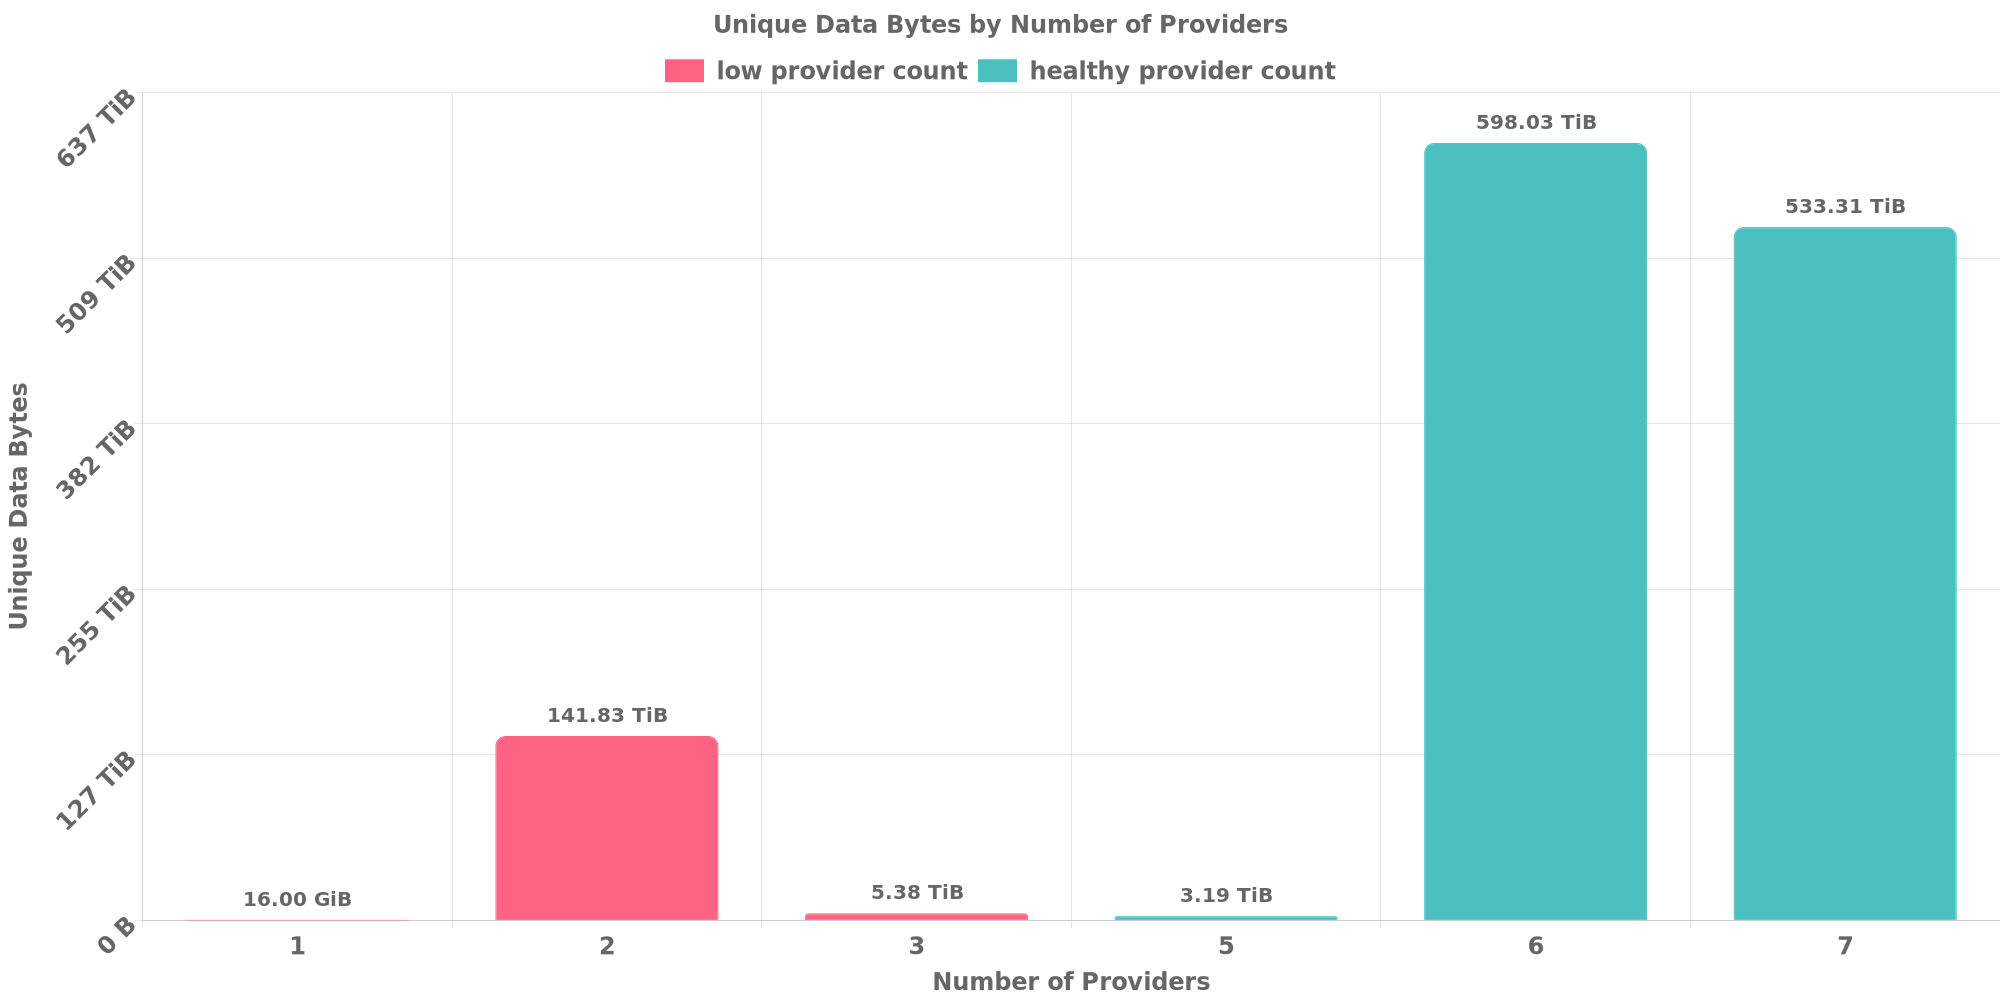 Unique Data Bytes by Number of Providers
low provider count healthy provider count
637 TiB
509 TiB
382 TiB
255 TiB
127 TiB
0 B
Unique Data Bytes
16.00 GiB
141.83 TiB
5.38 TiB
3.19 TiB
598.03 TiB
533.31 TiB
1 2 3 5 6 7
Number of Providers